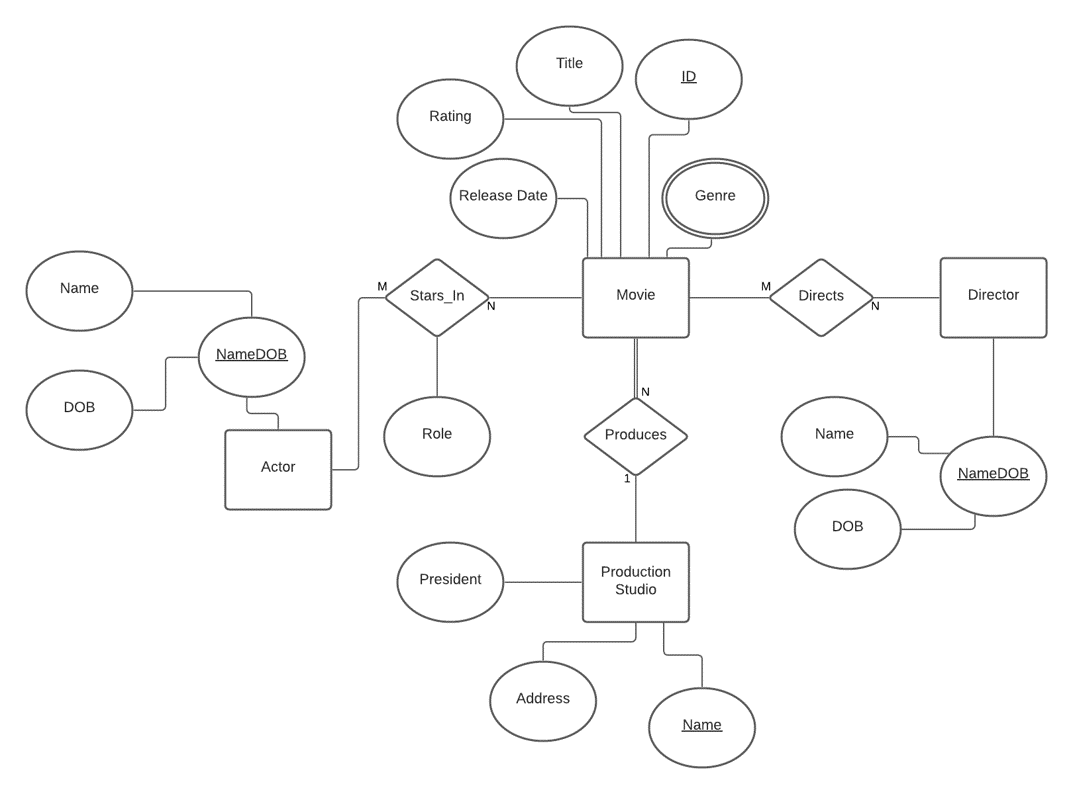 Title
ID
Rating
Release Date
Genre
Name
M
Stars_In
N
Movie
M
Directs
N
Director
NameDOB
DOB
N
Role
Produces
Name
Actor
1
NameDOB
DOB
President
Production
Studio
Address
Name